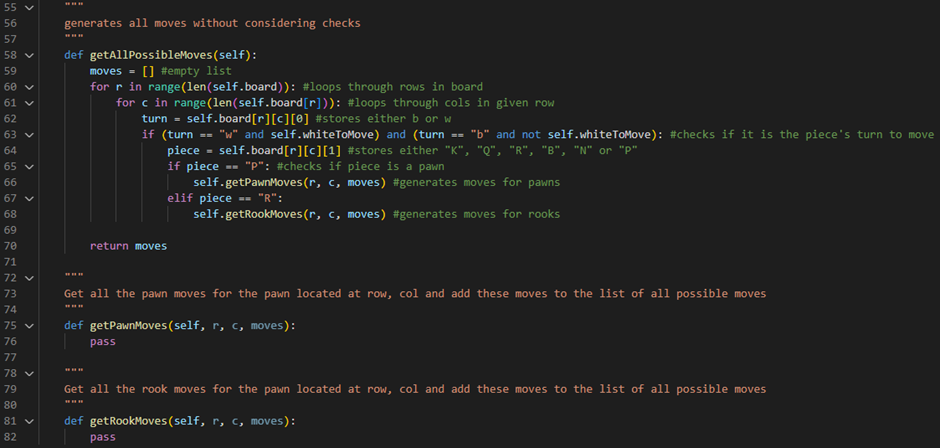 55 """
56 generates all moves without considering checks
57 """
58 def getAllPossibleMoves(self):
59 moves = [] #empty list
60 for r in range(len(self.board)): #loops through rows in board
61 for c in range(len(self.board[r])): #loops through cols in given row
62 turn = self.board[r][c][0] #stores either b or w
63 if (turn == "w" and self.whiteToMove) and (turn == "b" and not self.whiteToMove): #checks if it is the piece's turn to move
64 piece = self.board[r][c][1] #stores either "K", "Q", "R", "B", "N" or "P"
65 if piece == "P": #checks if piece is a pawn
66 self.getPawnMoves(r, c, moves) #generates moves for pawns
67 elif piece == "R":
68 self.getRookMoves(r, c, moves) #generates moves for rooks
69
70 return moves
71
72 """
73 Get all the pawn moves for the pawn located at row, col and add these moves to the list of all possible moves
74 """
75 def getPawnMoves(self, r, c, moves):
76 pass
77
78 """
79 Get all the rook moves for the pawn located at row, col and add these moves to the list of all possible moves
80 """
81 def getRookMoves(self, r, c, moves):
82 pass